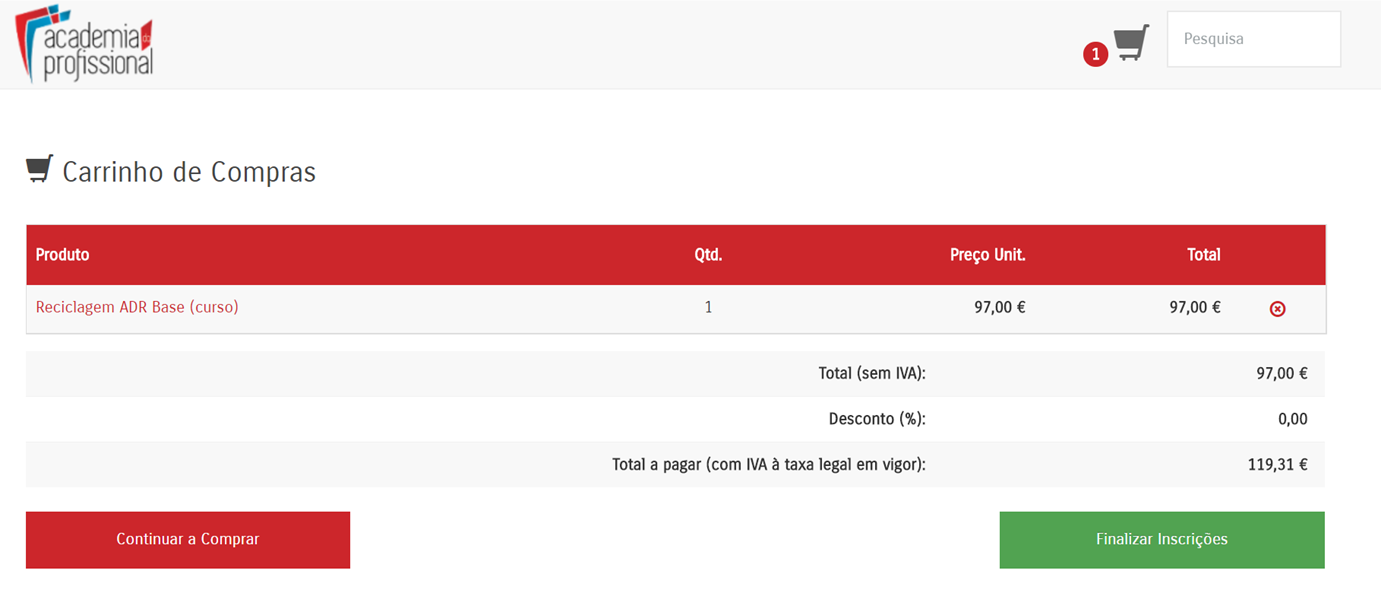 academia do
profissional
1
Pesquisa
Carrinho de Compras
Produto Qtd. Preço Unit. Total
Reciclagem ADR Base (curso) 1 97,00 € 97,00 €
Total (sem IVA): 97,00 €
Desconto (%): 0,00
Total a pagar (com IVA à taxa legal em vigor): 119,31 €
Continuar a Comprar Finalizar Inscrições